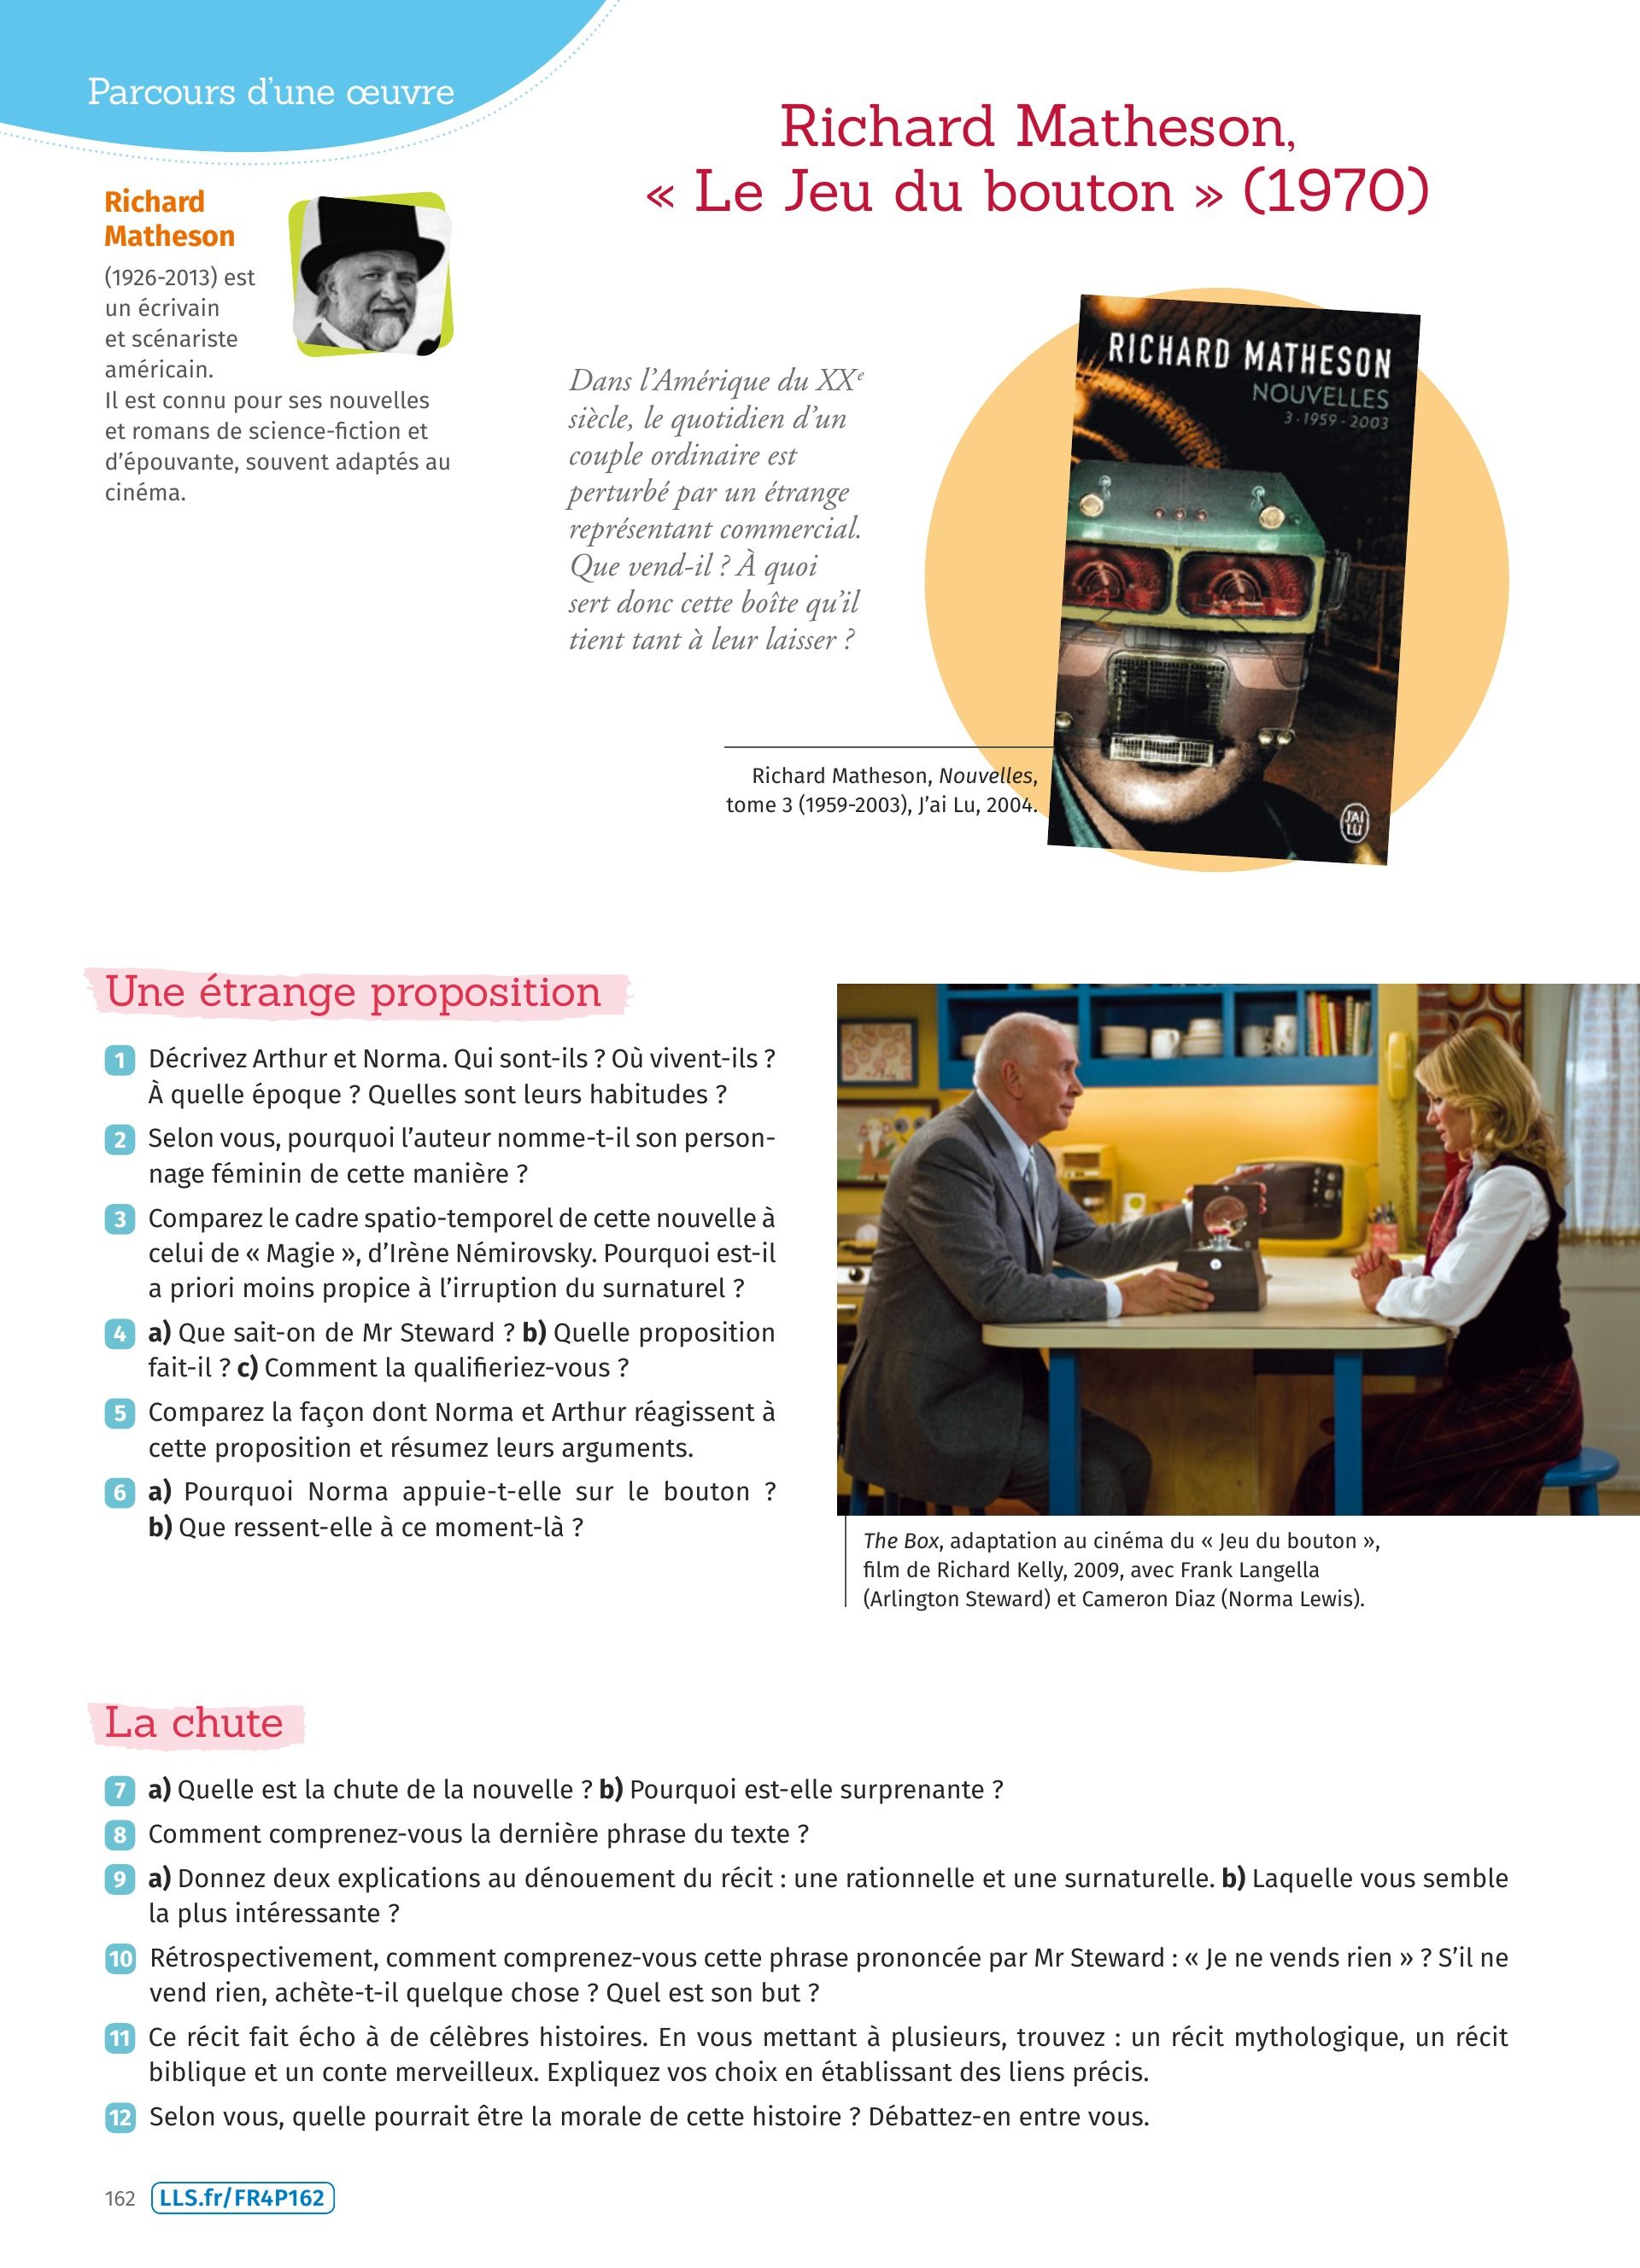 Parcours d'une œuvre
Richard Matheson,
« Le Jeu du bouton » (1970)
Richard
Matheson
(1926-2013) est
un écrivain
et scénariste
américain.
Il est connu pour ses nouvelles
et romans de science-fiction et
d'épouvante, souvent adaptés au
cinéma.
Dans l'Amérique du XXe
siècle, le quotidien d'un
couple ordinaire est
perturbé par un étrange
représentant commercial.
Que vend-il ? À quoi
sert donc cette boîte qu'il
tient tant à leur laisser ?
RICHARD MATHESON
NOUVELLES
3 · 1959 - 2003
J'AI
LU
Richard Matheson, Nouvelles,
tome 3 (1959-2003), J'ai Lu, 2004.
Une étrange proposition
1 Décrivez Arthur et Norma. Qui sont-ils ? Où vivent-ils ?
À quelle époque ? Quelles sont leurs habitudes ?
2 Selon vous, pourquoi l'auteur nomme-t-il son person-
nage féminin de cette manière ?
3 Comparez le cadre spatio-temporel de cette nouvelle à
celui de « Magie », d'Irène Némirovsky. Pourquoi est-il
a priori moins propice à l'irruption du surnaturel ?
4 a) Que sait-on de Mr Steward ? b) Quelle proposition
fait-il ? c) Comment la qualifieriez-vous ?
5 Comparez la façon dont Norma et Arthur réagissent à
cette proposition et résumez leurs arguments.
6 a) Pourquoi Norma appuie-t-elle sur le bouton ?
b) Que ressent-elle à ce moment-là ?
The Box, adaptation au cinéma du « Jeu du bouton »,
film de Richard Kelly, 2009, avec Frank Langella
(Arlington Steward) et Cameron Diaz (Norma Lewis).
La chute
7 a) Quelle est la chute de la nouvelle ? b) Pourquoi est-elle surprenante ?
8 Comment comprenez-vous la dernière phrase du texte ?
9 a) Donnez deux explications au dénouement du récit : une rationnelle et une surnaturelle. b) Laquelle vous semble
la plus intéressante ?
10 Rétrospectivement, comment comprenez-vous cette phrase prononcée par Mr Steward : « Je ne vends rien » ? S'il ne
vend rien, achète-t-il quelque chose ? Quel est son but ?
11 Ce récit fait écho à de célèbres histoires. En vous mettant à plusieurs, trouvez : un récit mythologique, un récit
biblique et un conte merveilleux. Expliquez vos choix en établissant des liens précis.
12 Selon vous, quelle pourrait être la morale de cette histoire ? Débattez-en entre vous.
162 LLS.fr/FR4P162